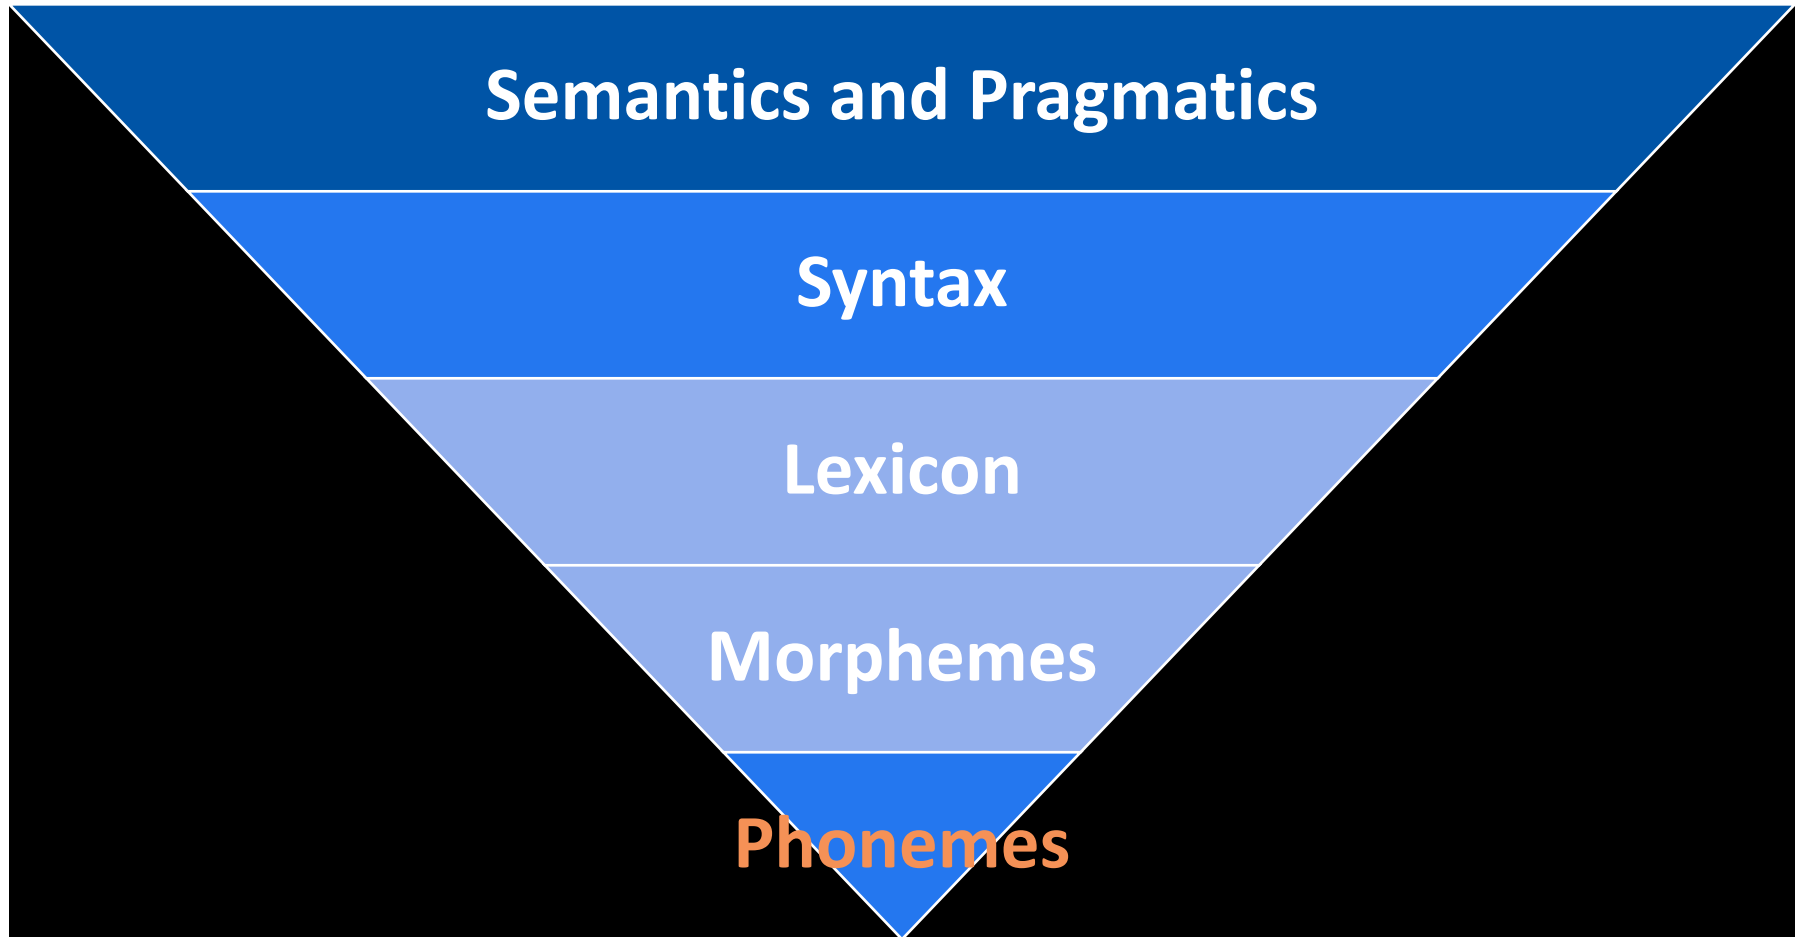 Semantics and Pragmatics
Syntax
Lexicon
Morphemes
Phonemes